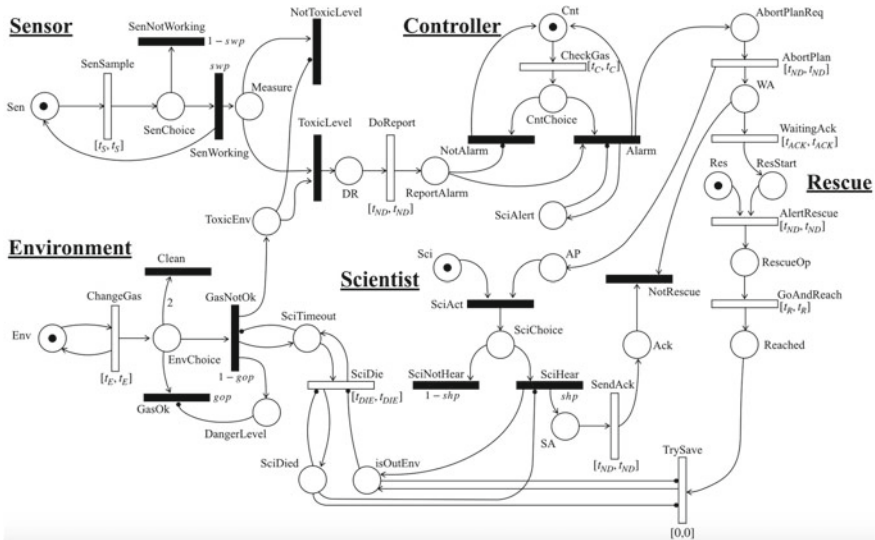 Sensor
SenNotWorking
1 − swp
NotToxicLevel
Controller
Cnt
AbortPlanReq
SenSample
swp
Measure
CheckGas
[t_C, t_C]
AbortPlan
[t_ND, t_ND]
WA
Sen
SenChoice
[t_S, t_S]
SenWorking
ToxicLevel
DoReport
CntChoice
NotAlarm
Alarm
WaitingAck
[t_ACK, t_ACK]
DR
[t_ND, t_ND]
ReportAlarm
Res
ResStart
Rescue
SciAlert
ToxicEnv
AlertRescue
[t_ND, t_ND]
Environment
Clean
Scientist
Sci
AP
RescueOp
ChangeGas
2
GasNotOk
SciTimeout
SciAct
NotRescue
GoAndReach
[t_R, t_R]
Env
EnvChoice
SciChoice
Ack
Reached
1 − gop
SciDie
[t_DIE, t_DIE]
SciNotHear
1 − shp
SciHear
shp
SendAck
[t_E, t_E]
GasOk
gop
DangerLevel
SA
[t_ND, t_ND]
SciDied
isOutEnv
TrySave
[0,0]